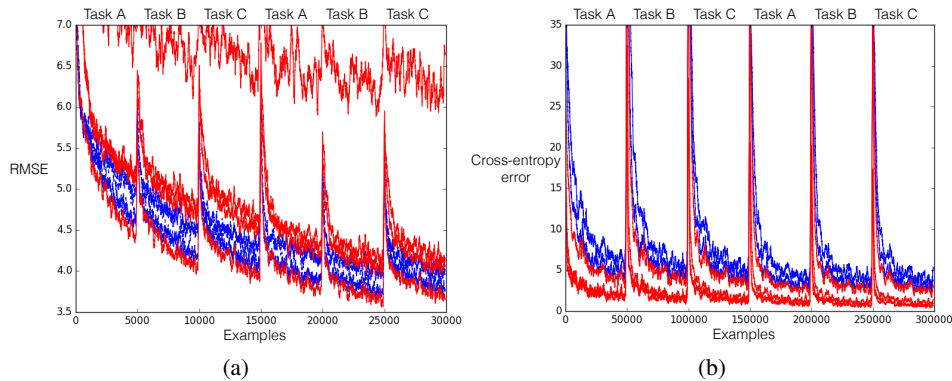 Task A Task B Task C Task A Task B Task C
7.0
6.5
6.0
5.5
RMSE
5.0
4.5
4.0
3.5
0 5000 10000 15000 20000 25000 30000
Examples
(a)
Task A Task B Task C Task A Task B Task C
35
30
25
20
Cross-entropy
error
15
10
5
0
0 50000 100000 150000 200000 250000 300000
Examples
(b)